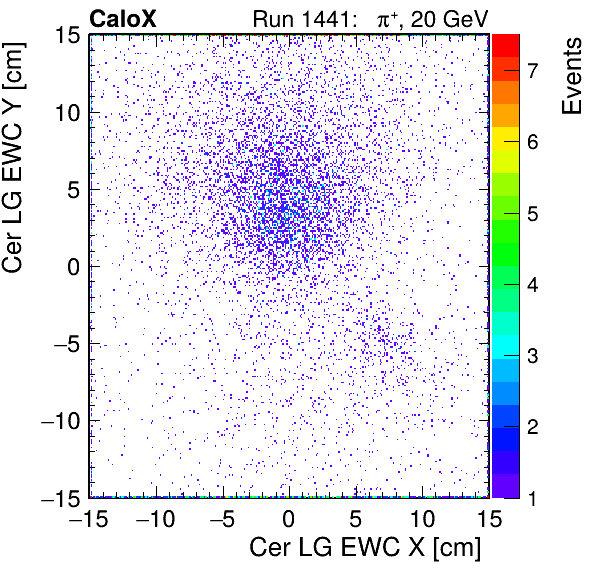 CaloX Run 1441: π⁺, 20 GeV
Events
Cer LG EWC Y [cm]
15
10
5
0
−5
−10
−15
7
6
5
4
3
2
1
−15 −10 −5 0 5 10 15
Cer LG EWC X [cm]